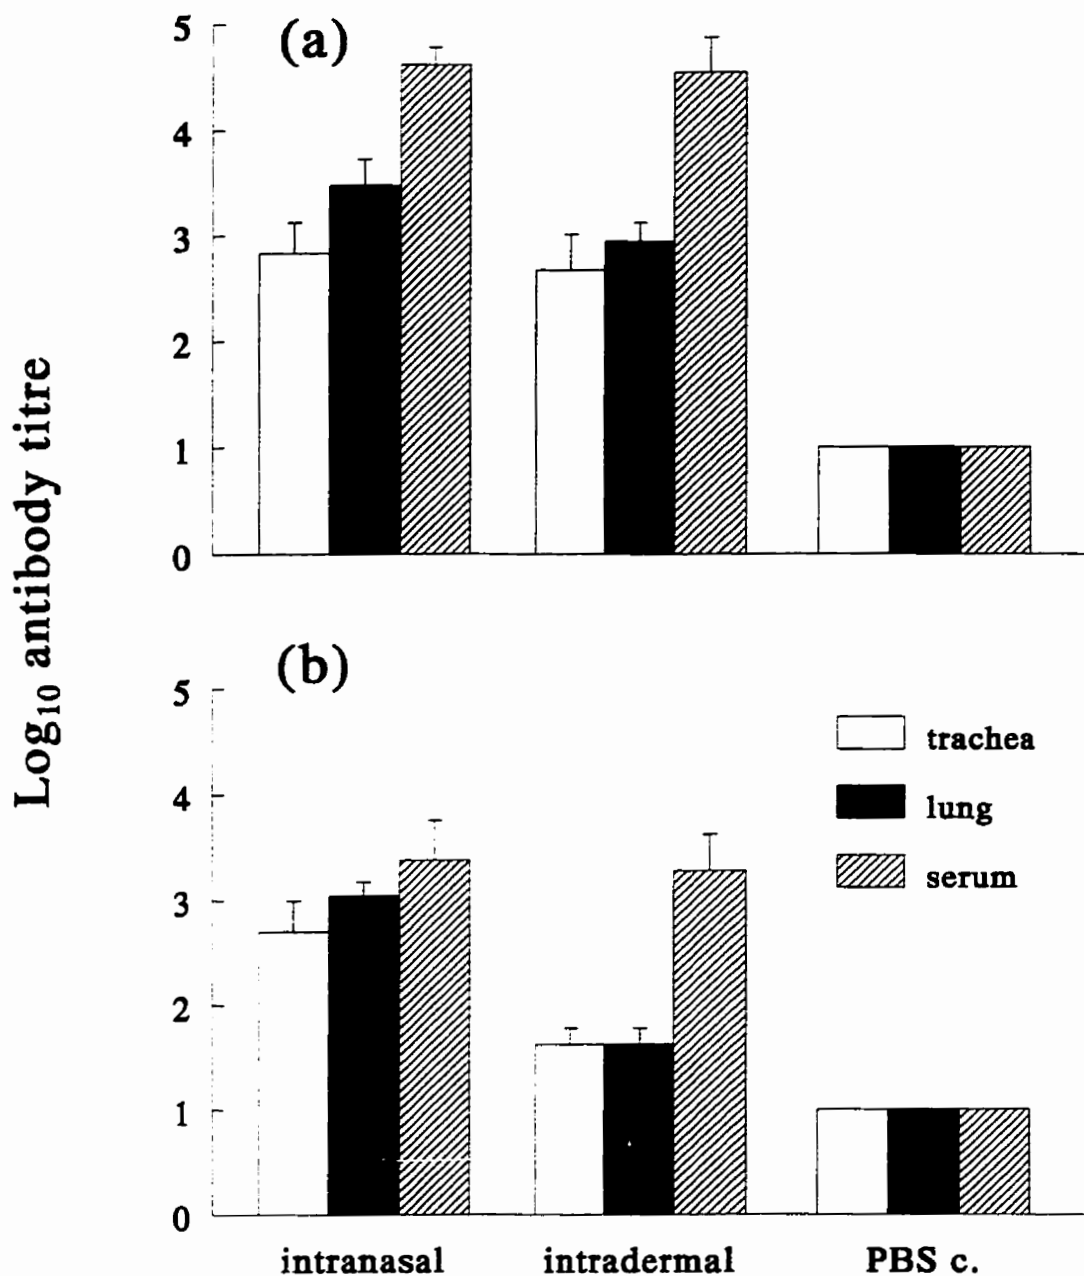 (a)
5
4
3
2
1
0
Log₁₀ antibody titre
(b)
5
4
3
2
1
0
trachea
lung
serum
intranasal intradermal PBS c.